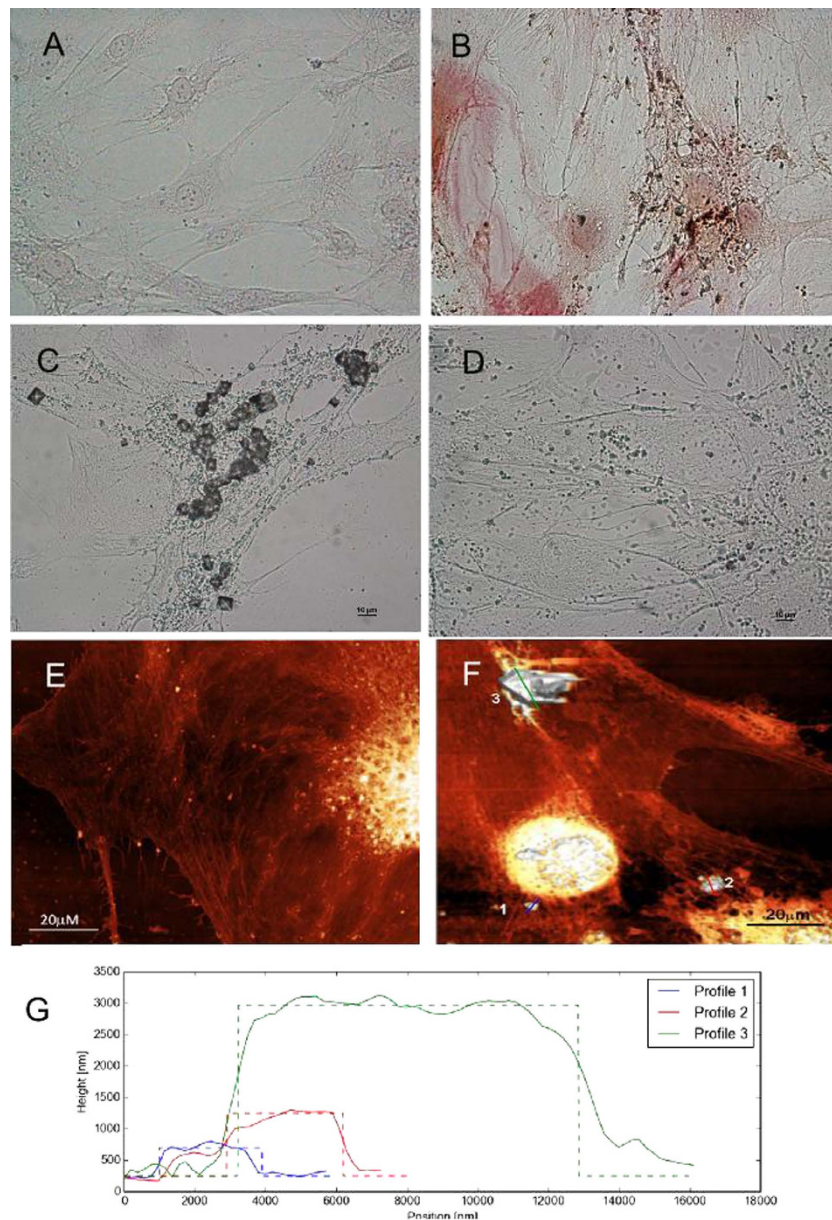 A
B
C
10 µm
D
10 µm
E
20µM
F
3
1
2
20µm
G
3500
3000
2500
2000
1500
1000
500
0
Height [nm]
Profile 1
Profile 2
Profile 3
0 2000 4000 6000 8000 10000 12000 14000 16000 18000
Position [nm]